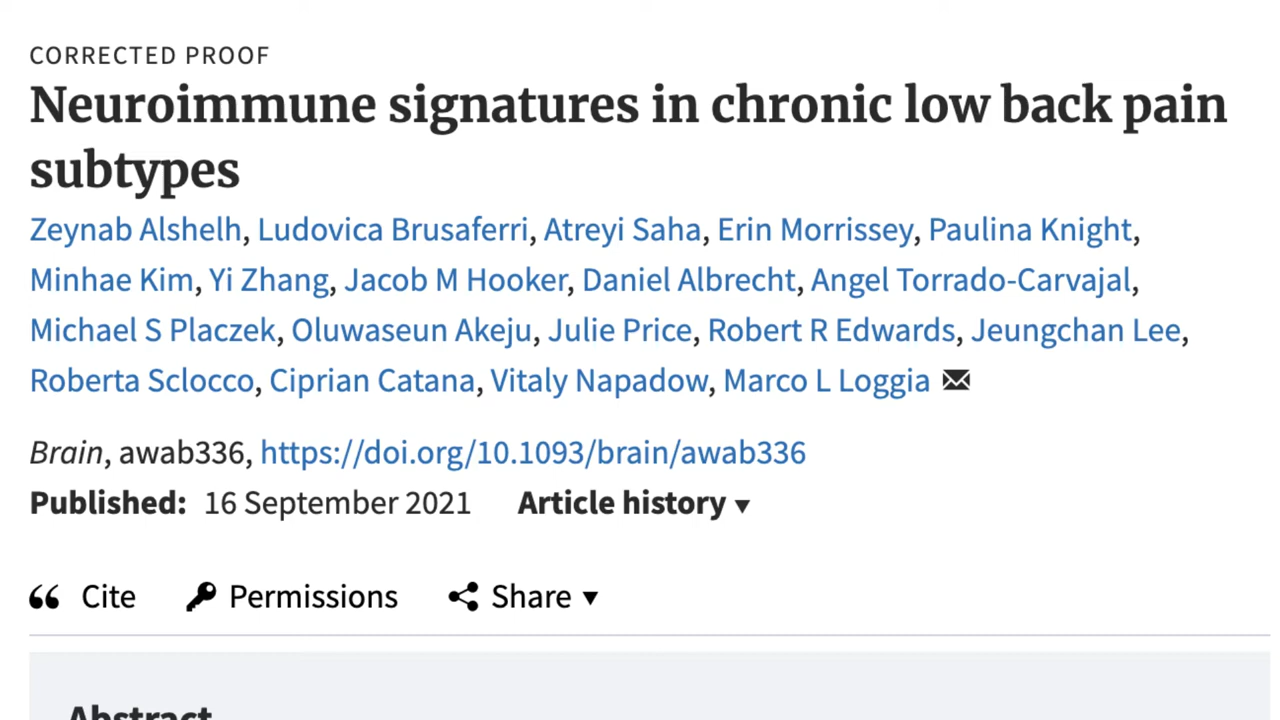 CORRECTED PROOF
Neuroimmune signatures in chronic low back pain
subtypes
Zeynab Alshelh, Ludovica Brusaferri, Atreyi Saha, Erin Morrissey, Paulina Knight,
Minhae Kim, Yi Zhang, Jacob M Hooker, Daniel Albrecht, Angel Torrado-Carvajal,
Michael S Placzek, Oluwaseun Akeju, Julie Price, Robert R Edwards, Jeungchan Lee,
Roberta Sclocco, Ciprian Catana, Vitaly Napadow, Marco L Loggia
Brain, awab336, https://doi.org/10.1093/brain/awab336
Published: 16 September 2021 Article history ▼
Cite Permissions Share ▼
Abstract